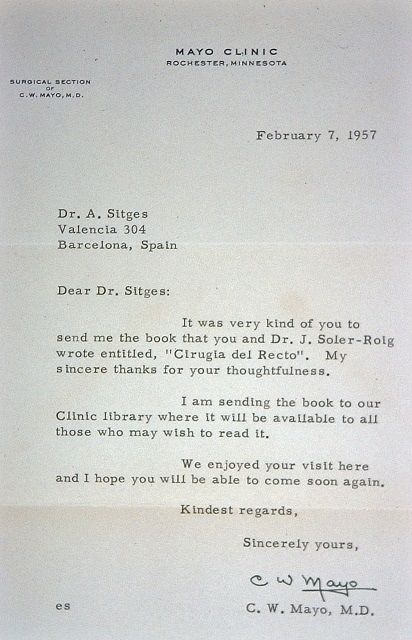 MAYO CLINIC
ROCHESTER, MINNESOTA
SURGICAL SECTION
OF
C. W. MAYO, M. D.
February 7, 1957
Dr. A. Sitges
Valencia 304
Barcelona, Spain
Dear Dr. Sitges:
It was very kind of you to
send me the book that you and Dr. J. Soler-Roig
wrote entitled, "Cirugia del Recto". My
sincere thanks for your thoughtfulness.
I am sending the book to our
Clinic library where it will be available to all
those who may wish to read it.
We enjoyed your visit here
and I hope you will be able to come soon again.
Kindest regards,
Sincerely yours,
C W Mayo
es
C. W. Mayo, M.D.